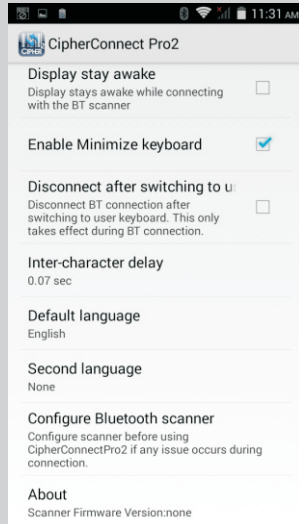 11:31 AM
CIPHER
CipherConnect Pro2
Display stay awake
Display stays awake while connecting
with the BT scanner
Enable Minimize keyboard
Disconnect after switching to u
Disconnect BT connection after
switching to user keyboard. This only
takes effect during BT connection.
Inter-character delay
0.07 sec
Default language
English
Second language
None
Configure Bluetooth scanner
Configure scanner before using
CipherConnectPro2 if any issue occurs during
connection.
About
Scanner Firmware Version:none